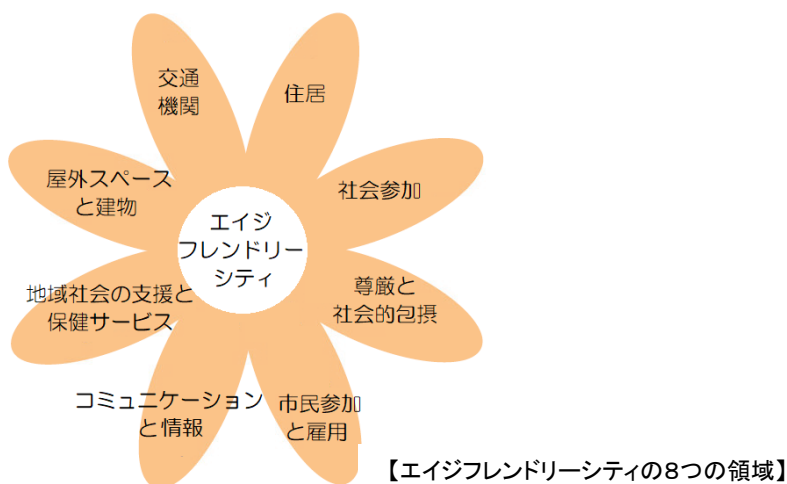 交通
機関
住居
屋外スペース
と建物
社会参加
エイジ
フレンドリー
シティ
地域社会の支援と
保健サービス
尊厳と
社会的包摂
コミュニケーション
と情報
市民参加
と雇用
【エイジフレンドリーシティの８つの領域】